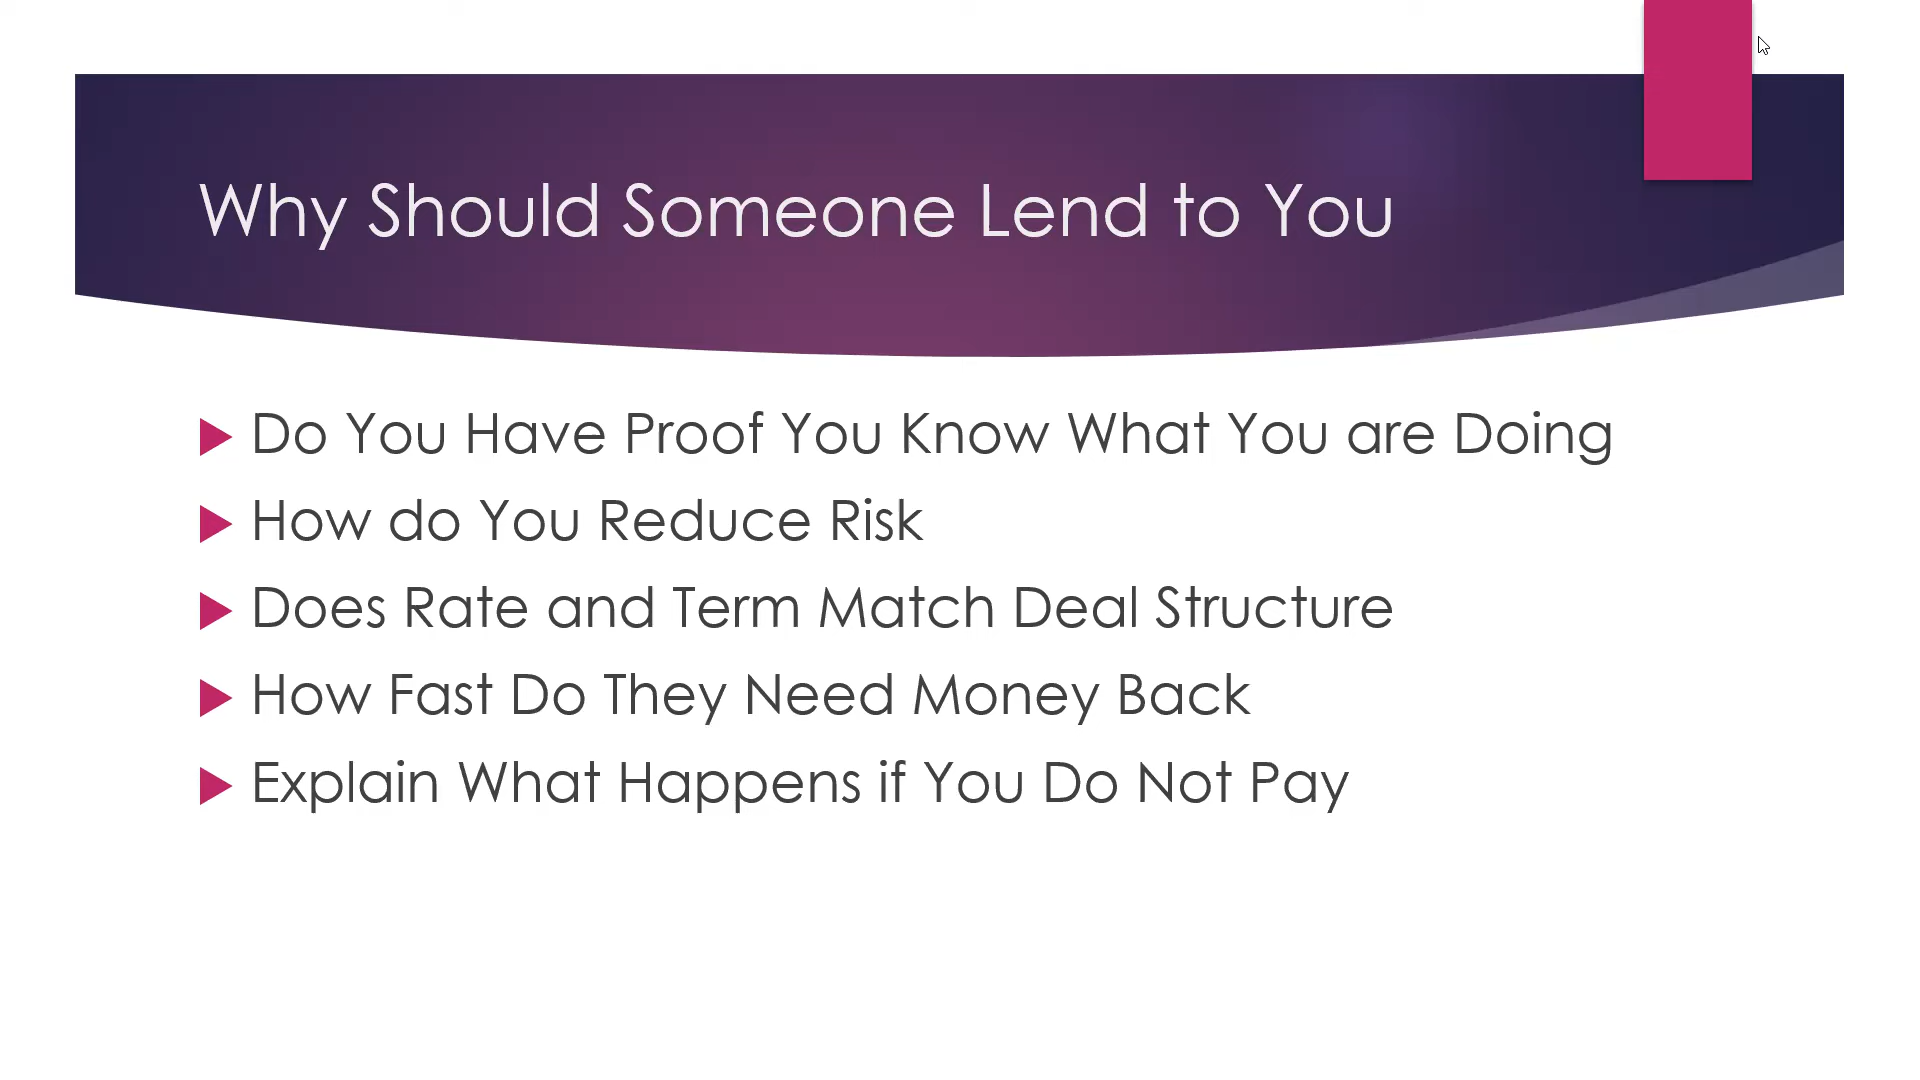 Why Should Someone Lend to You
Do You Have Proof You Know What You are Doing
How do You Reduce Risk
Does Rate and Term Match Deal Structure
How Fast Do They Need Money Back
Explain What Happens if You Do Not Pay